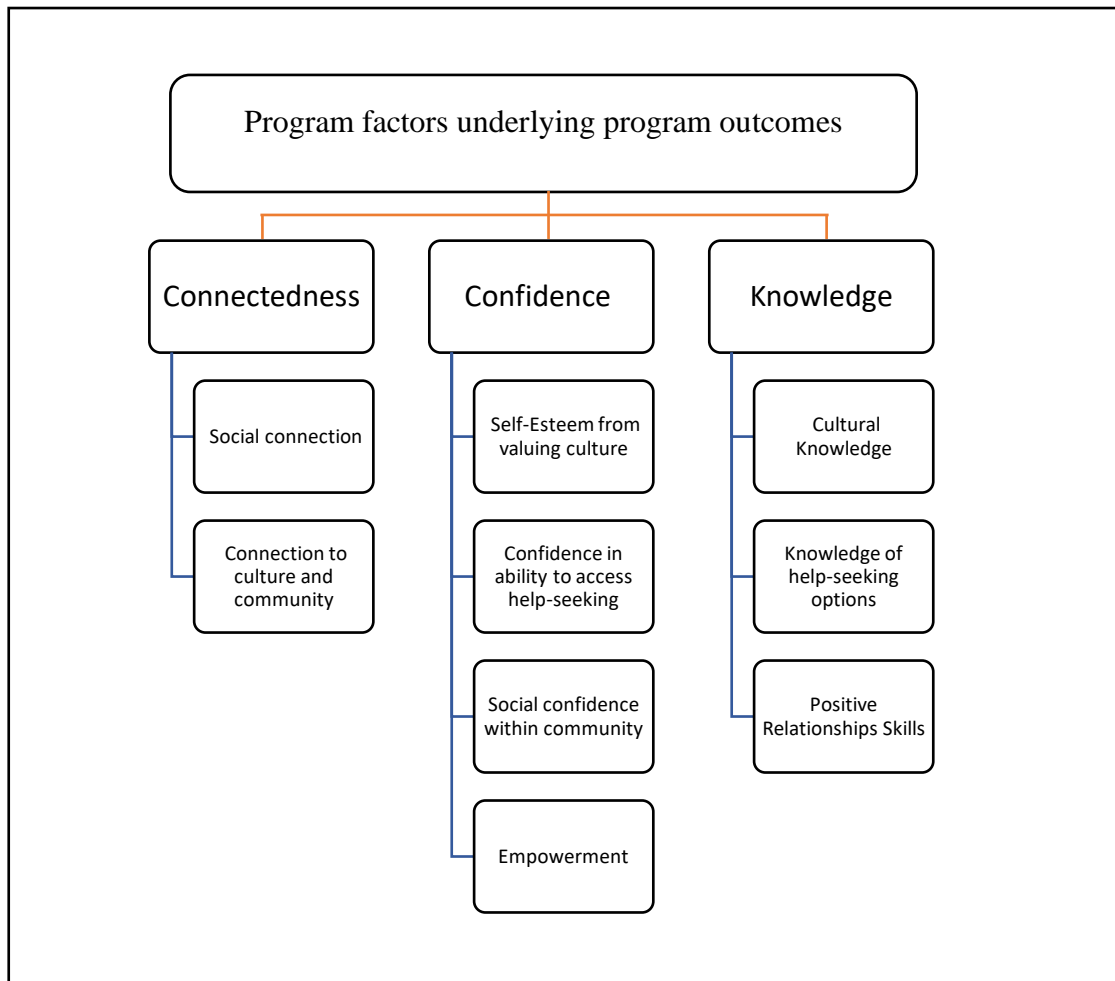 Program factors underlying program outcomes
Connectedness
Social connection
Connection to
culture and
community
Confidence
Self-Esteem from
valuing culture
Confidence in
ability to access
help-seeking
Social confidence
within community
Empowerment
Knowledge
Cultural
Knowledge
Knowledge of
help-seeking
options
Positive
Relationships Skills